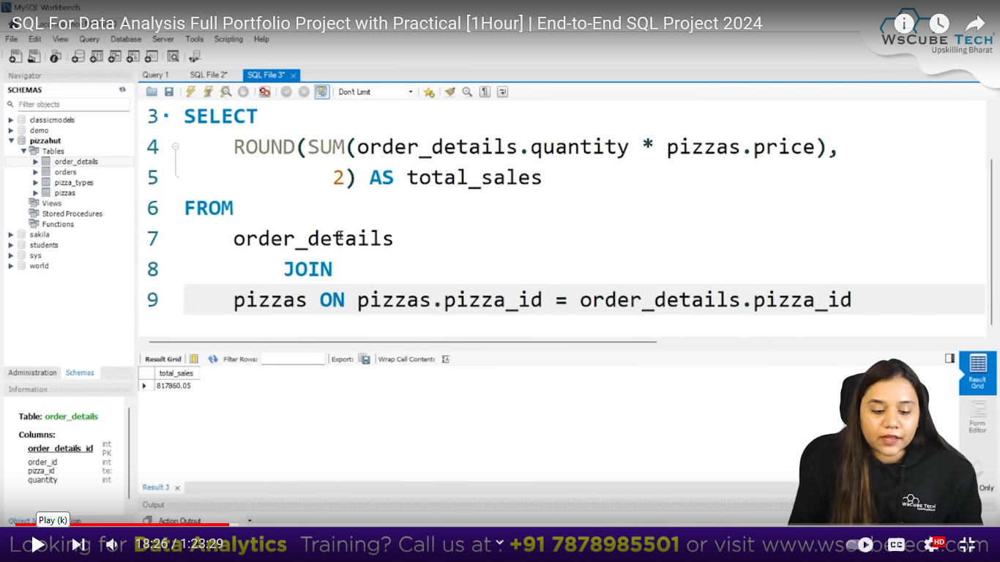 MySQL Workbench
SQL For Data Analysis Full Portfolio Project with Practical [1Hour] | End-to-End SQL Project 2024
WsCUBE TECH
Upskilling Bharat
File Edit View Query Database Server Tools Scripting Help
Navigator
SCHEMAS
Filter objects
classicmodels
demo
pizzahut
Tables
order_details
orders
pizza_types
pizzas
Views
Stored Procedures
Functions
sakila
students
sys
world
Administration Schemas
Information
Table: order_details
Columns:
order_details_id int PK
order_id int
pizza_id te:
quantity int
Query 1 SQL File 2* SQL File 3*
Don't Limit
3 SELECT
4 ROUND(SUM(order_details.quantity * pizzas.price),
5 2) AS total_sales
6 FROM
7 order_details
8 JOIN
9 pizzas ON pizzas.pizza_id = order_details.pizza_id
Result Grid Filter Rows: Export: Wrap Cell Content:
total_sales
817860.05
Result Grid
Form Editor
Only
WsCUBE TECH
Result 3
Output
Action Output
Play (k)
18:26 / 1:23:29
CC
HD
Looking for Data Analytics Training? Call us at : +91 7878985501 or visit www.wscubetech.com